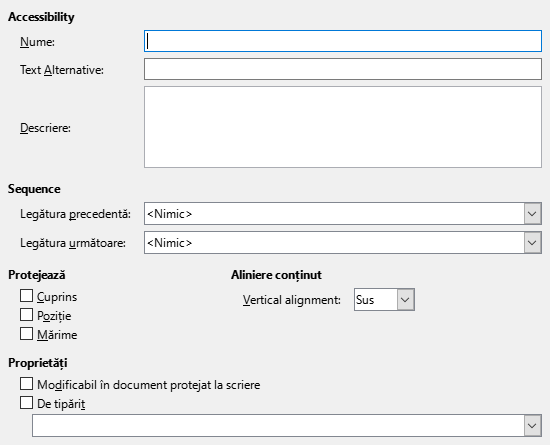 Accessibility
Nume:
Text Alternative:
Descriere:
Sequence
Legătura precedentă: <Nimic>
Legătura următoare: <Nimic>
Protejează
Aliniere conținut
Cuprins
Vertical alignment: Sus
Poziție
Mărime
Proprietăți
Modificabil în document protejat la scriere
De tipărit